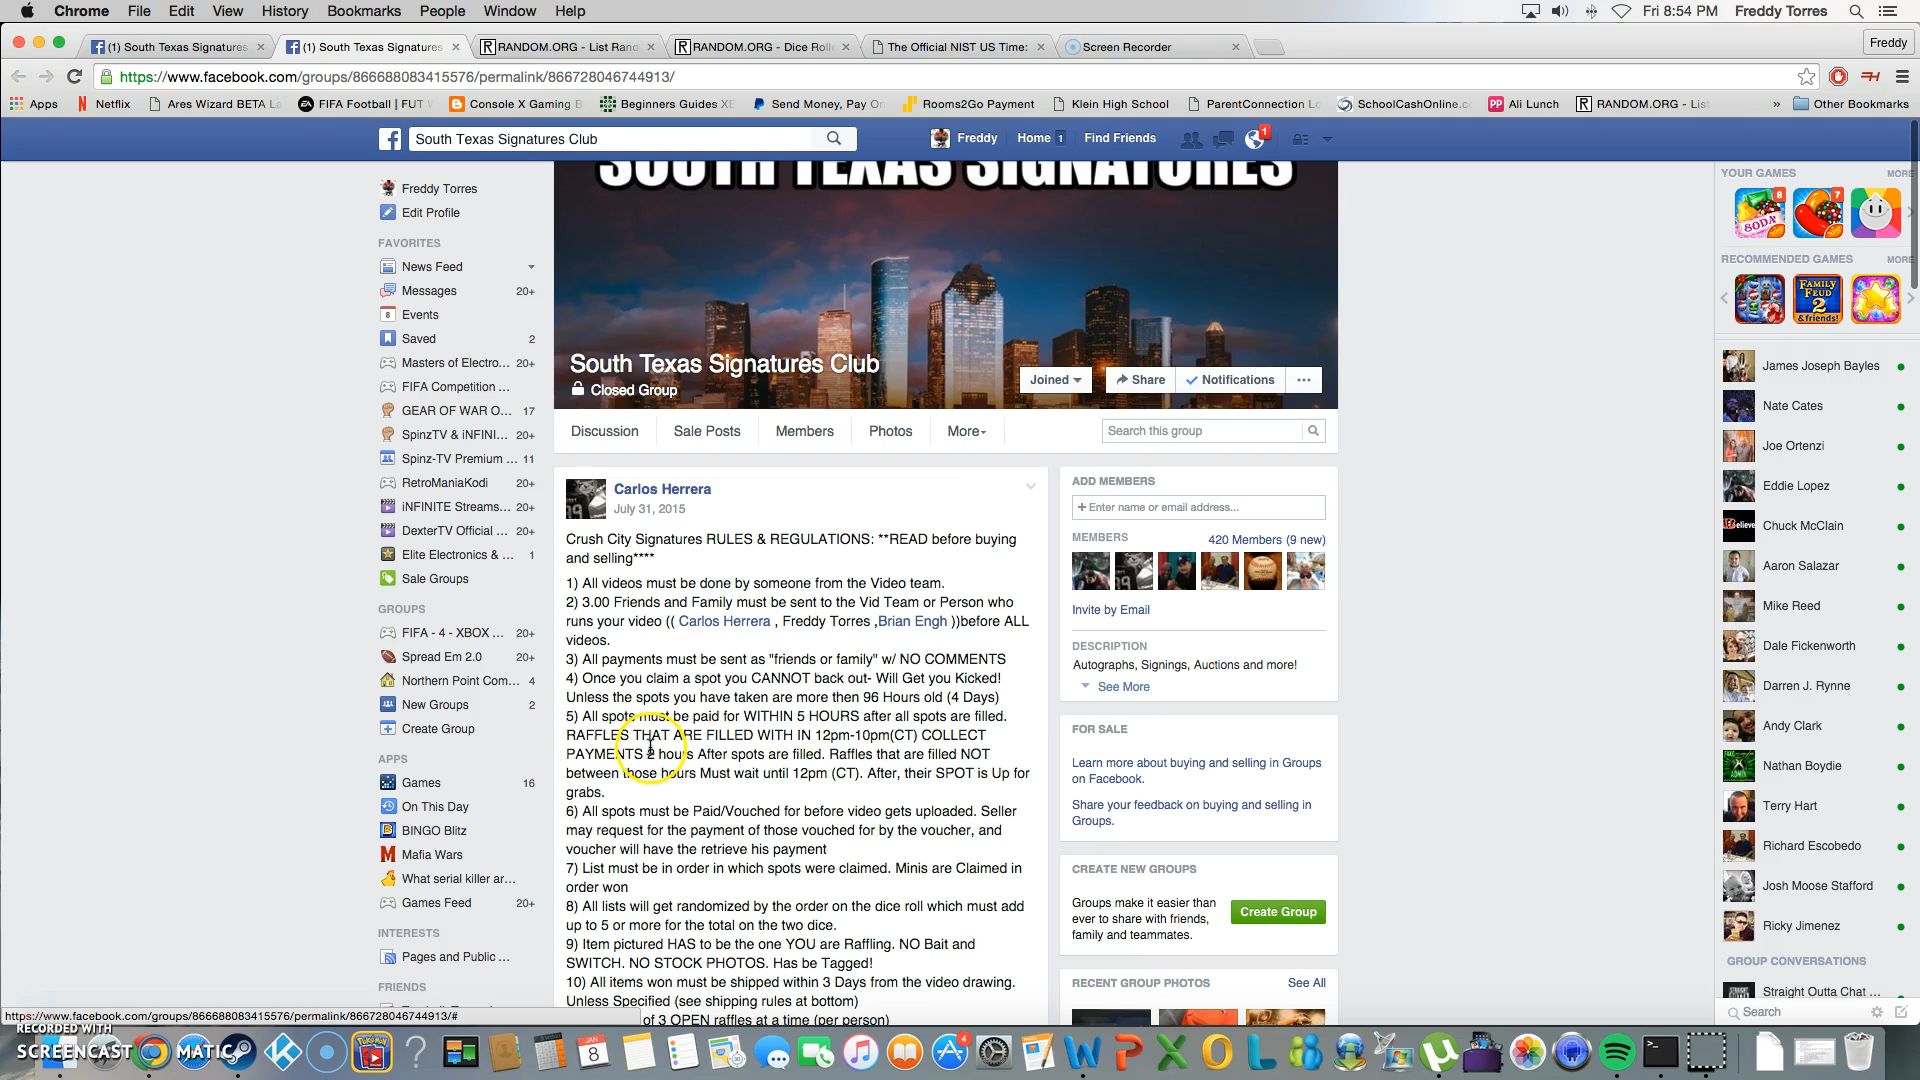 Chrome File Edit View History Bookmarks People Window Help Fri 8:54 PM Freddy Torres
(1) South Texas Signatures (1) South Texas Signatures RANDOM.ORG - List Ran RANDOM.ORG - Dice Roll The Official NIST US Time: Screen Recorder Freddy
https://www.facebook.com/groups/866688083415576/permalink/866728046744913/
Apps Netflix Ares Wizard BETA FIFA Football | FUT Console X Gaming Beginners Guides Send Money, Pay Rooms2Go Payment Klein High School ParentConnection SchoolCashOnline.c Ali Lunch RANDOM.ORG - Lis » Other Bookmarks
South Texas Signatures Club Freddy Home 1 Find Friends 1
Freddy Torres
Edit Profile
FAVORITES
News Feed
Messages 20+
Events
Saved 2
Masters of Electro... 20+
FIFA Competition ...
GEAR OF WAR O... 17
SpinzTV & iNFINI... 20+
Spinz-TV Premium ... 11
RetroManiaKodi 20+
iNFINITE Streams... 20+
DexterTV Official ... 20+
Elite Electronics & ... 1
Sale Groups
GROUPS
FIFA - 4 - XBOX ... 20+
Spread Em 2.0 20+
Northern Point Com... 4
New Groups 2
Create Group
APPS
Games 16
On This Day
BINGO Blitz
Mafia Wars
What serial killer ar...
Games Feed 20+
INTERESTS
Pages and Public ...
FRIENDS
SOUTH TEXAS SIGNATURES
South Texas Signatures Club
Closed Group
Joined Share Notifications ...
Discussion Sale Posts Members Photos More Search this group
Carlos Herrera
July 31, 2015
Crush City Signatures RULES & REGULATIONS: **READ before buying
and selling****
1) All videos must be done by someone from the Video team.
2) 3.00 Friends and Family must be sent to the Vid Team or Person who
runs your video (( Carlos Herrera , Freddy Torres ,Brian Engh ))before ALL
videos.
3) All payments must be sent as "friends or family" w/ NO COMMENTS
4) Once you claim a spot you CANNOT back out- Will Get you Kicked!
Unless the spots you have taken are more then 96 Hours old (4 Days)
5) All spots must be paid for WITHIN 5 HOURS after all spots are filled.
RAFFLES THAT ARE FILLED WITH IN 12pm-10pm(CT) COLLECT
PAYMENTS 2 hours After spots are filled. Raffles that are filled NOT
between those hours Must wait until 12pm (CT). After, their SPOT is Up for
grabs.
6) All spots must be Paid/Vouched for before video gets uploaded. Seller
may request for the payment of those vouched for by the voucher, and
voucher will have the retrieve his payment
7) List must be in order in which spots were claimed. Minis are Claimed in
order won
8) All lists will get randomized by the order on the dice roll which must add
up to 5 or more for the total on the two dice.
9) Item pictured HAS to be the one YOU are Raffling. NO Bait and
SWITCH. NO STOCK PHOTOS. Has be Tagged!
10) All items won must be shipped within 3 Days from the video drawing.
Unless Specified (see shipping rules at bottom)
of 3 OPEN raffles at a time (per person)
ADD MEMBERS
+ Enter name or email address...
MEMBERS 420 Members (9 new)
Invite by Email
DESCRIPTION
Autographs, Signings, Auctions and more!
See More
FOR SALE
Learn more about buying and selling in Groups
on Facebook.
Share your feedback on buying and selling in
Groups.
CREATE NEW GROUPS
Groups make it easier than
ever to share with friends,
family and teammates.
Create Group
RECENT GROUP PHOTOS See All
YOUR GAMES MORE
SODA 8 7
RECOMMENDED GAMES MORE
FAMILY FEUD 2 & friends!
James Joseph Bayles
Nate Cates
Joe Ortenzi
Eddie Lopez
Chuck McClain
Aaron Salazar
Mike Reed
Dale Fickenworth
Darren J. Rynne
Andy Clark
Nathan Boydie
Terry Hart
Richard Escobedo
Josh Moose Stafford
Ricky Jimenez
GROUP CONVERSATIONS
Straight Outta Chat ...
Search
https://www.facebook.com/groups/866688083415576/permalink/866728046744913/#
RECORDED WITH
SCREENCAST MATIC
JAN 8
4